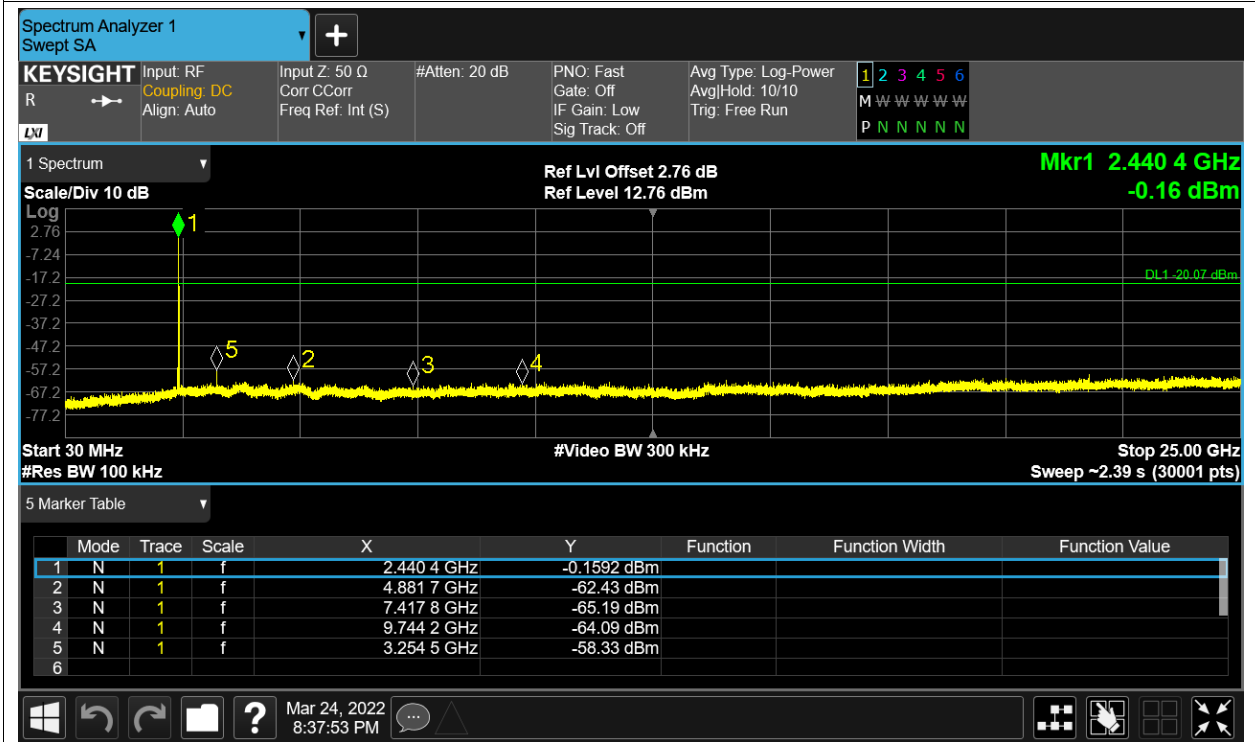 Spectrum Analyzer 1
Swept SA
KEYSIGHT
R
LXI
Input: RF
Coupling: DC
Align: Auto
Input Z: 50 Ω
Corr CCorr
Freq Ref: Int (S)
#Atten: 20 dB
PNO: Fast
Gate: Off
IF Gain: Low
Sig Track: Off
Avg Type: Log-Power
Avg|Hold: 10/10
Trig: Free Run
1 2 3 4 5 6
M W W W W W
P N N N N N
1 Spectrum
Scale/Div 10 dB
Ref Lvl Offset 2.76 dB
Ref Level 12.76 dBm
Mkr1 2.440 4 GHz
-0.16 dBm
Log
2.76
-7.24
-17.2
-27.2
-37.2
-47.2
-57.2
-67.2
-77.2
1
5
2
3
4
DL1 -20.07 dBm
Start 30 MHz
#Res BW 100 kHz
#Video BW 300 kHz
Stop 25.00 GHz
Sweep ~2.39 s (30001 pts)
5 Marker Table
Mode Trace Scale X Y Function Function Width Function Value
1 N 1 f 2.440 4 GHz -0.1592 dBm
2 N 1 f 4.881 7 GHz -62.43 dBm
3 N 1 f 7.417 8 GHz -65.19 dBm
4 N 1 f 9.744 2 GHz -64.09 dBm
5 N 1 f 3.254 5 GHz -58.33 dBm
6
?
Mar 24, 2022
8:37:53 PM